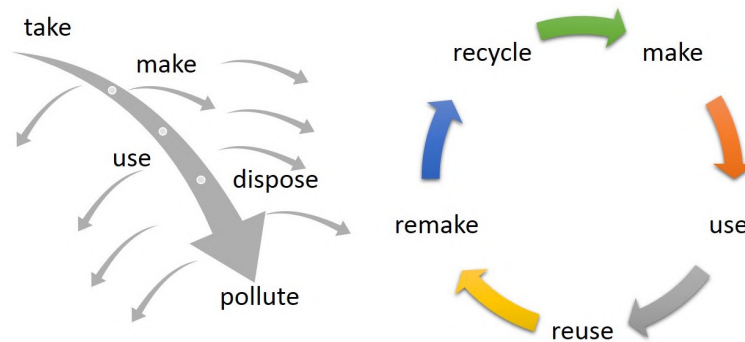 take
make
use
dispose
pollute
recycle
make
use
reuse
remake